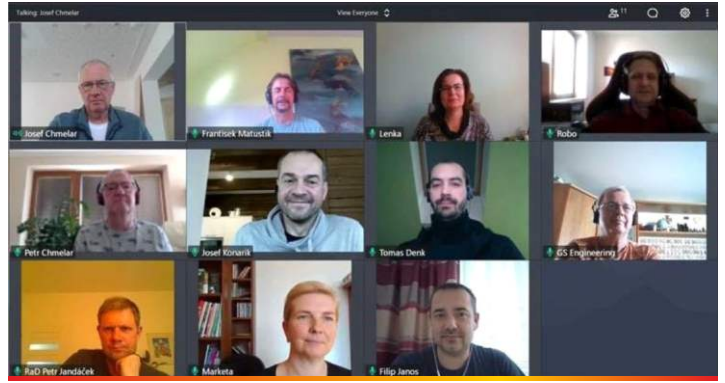 Talking: Josef Chmelar
View Everyone
11
Josef Chmelar
Frantisek Matustik
Lenka
Robo
Petr Chmelar
Josef Konarik
Tomas Denk
GS Engineering
RaD Petr Jandáček
Marketa
Filip Janos